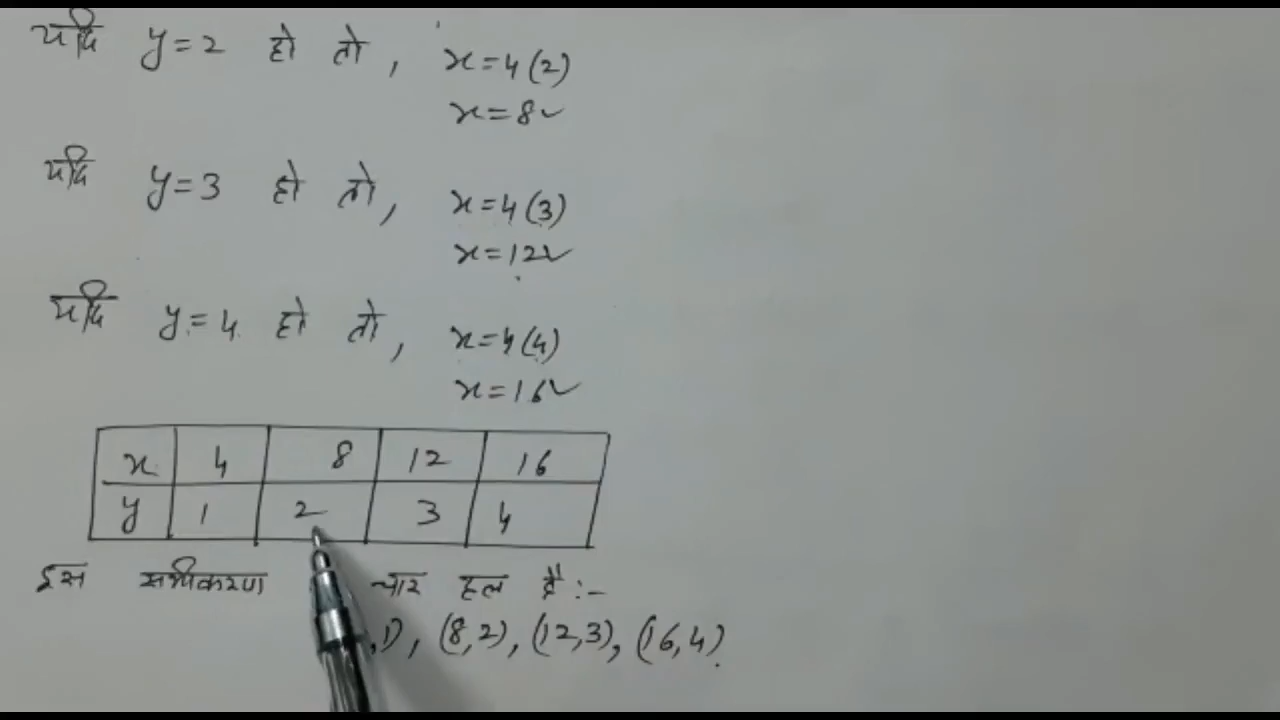 यदि y=2 हो तो, x=4(2)
x=8
यदि y=3 हो तो, x=4(3)
x=12
यदि y=4 हो तो, x=4(4)
x=16
x 4 8 12 16
y 1 2 3 4
इस समीकरण चार हल हैं :-
,1), (8,2), (12,3), (16,4)